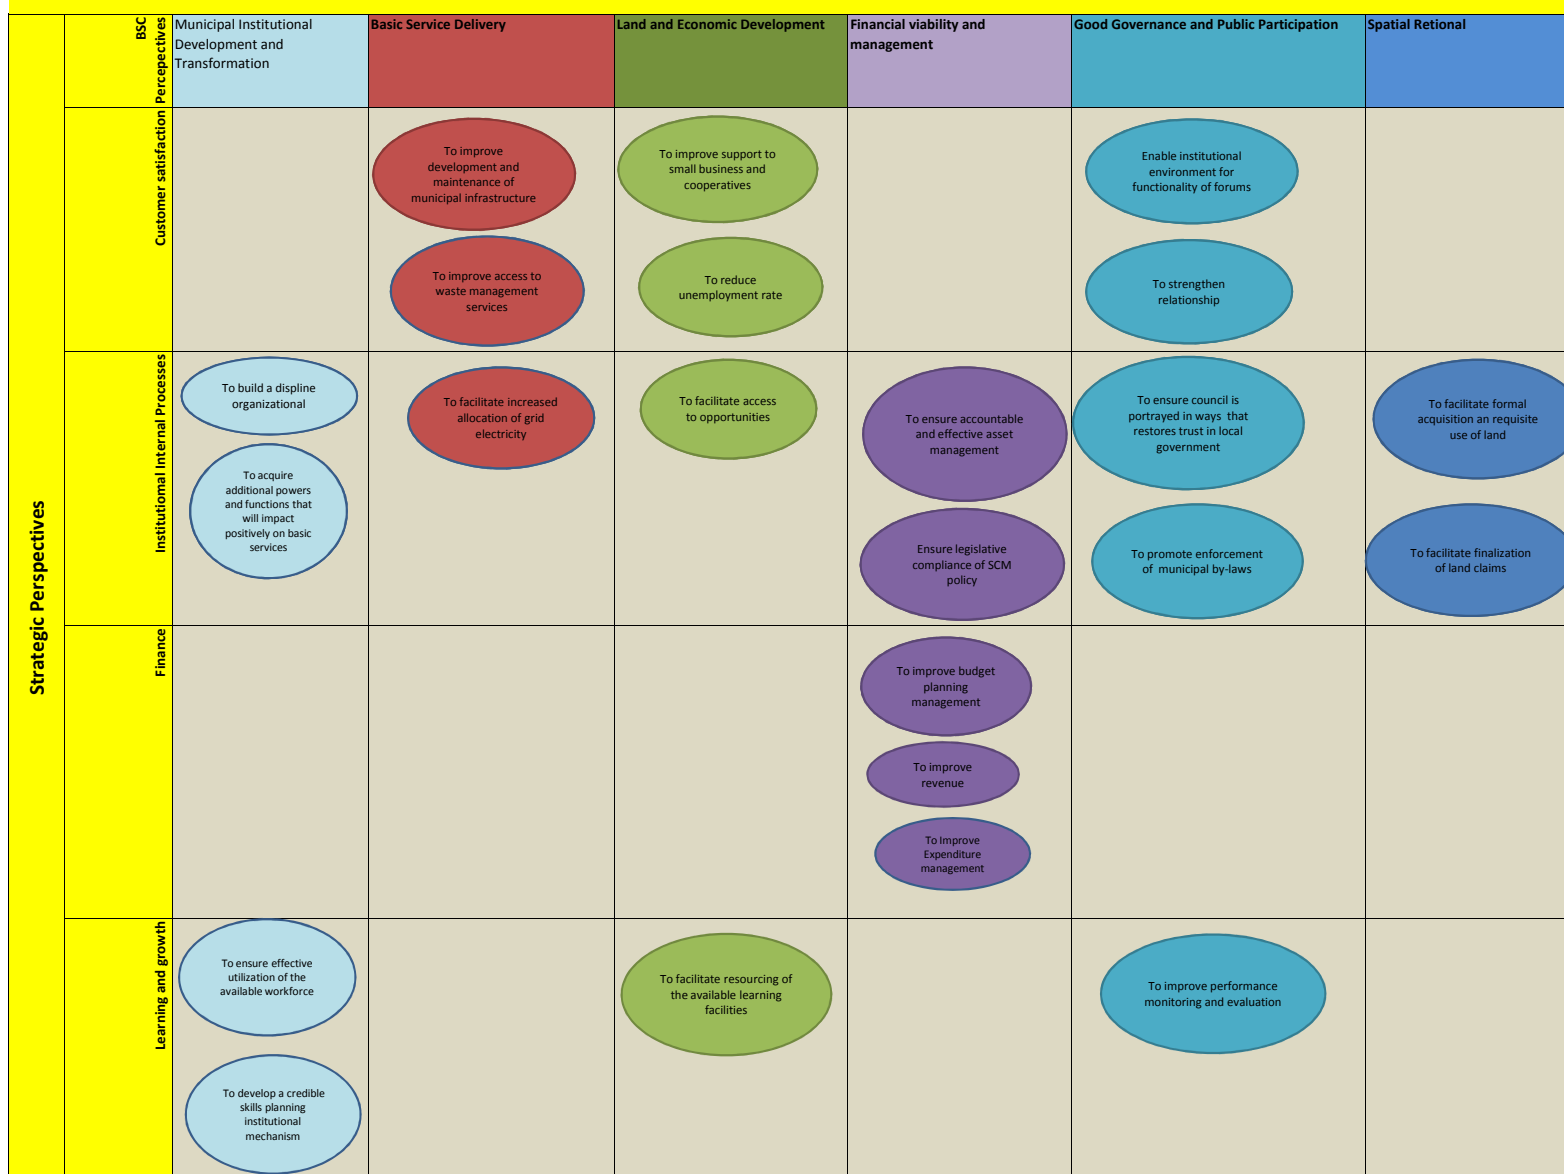 BSC
Percepectives
Municipal Institutional
Development and
Transformation
Basic Service Delivery
Land and Economic Development
Financial viability and
management
Good Governance and Public Participation
Spatial Retional
Strategic Perspectives
Customer satisfaction
To improve
development and
maintenance of
municipal infrastructure
To improve access to
waste management
services
To improve support to
small business and
cooperatives
To reduce
unemployment rate
Enable institutional
environment for
functionality of forums
To strengthen
relationship
Institutiomal Internal Processes
To build a displine
organizational
To acquire
additional powers
and functions that
will impact
positively on basic
services
To facilitate increased
allocation of grid
electricity
To facilitate access
to opportunities
To ensure accountable
and effective asset
management
Ensure legislative
compliance of SCM
policy
To ensure council is
portrayed in ways that
restores trust in local
government
To promote enforcement
of municipal by-laws
To facilitate formal
acquisition an requisite
use of land
To facilitate finalization
of land claims
Finance
To improve budget
planning
management
To improve
revenue
To Improve
Expenditure
management
Learning and growth
To ensure effective
utilization of the
available workforce
To develop a credible
skills planning
institutional
mechanism
To facilitate resourcing of
the available learning
facilities
To improve performance
monitoring and evaluation